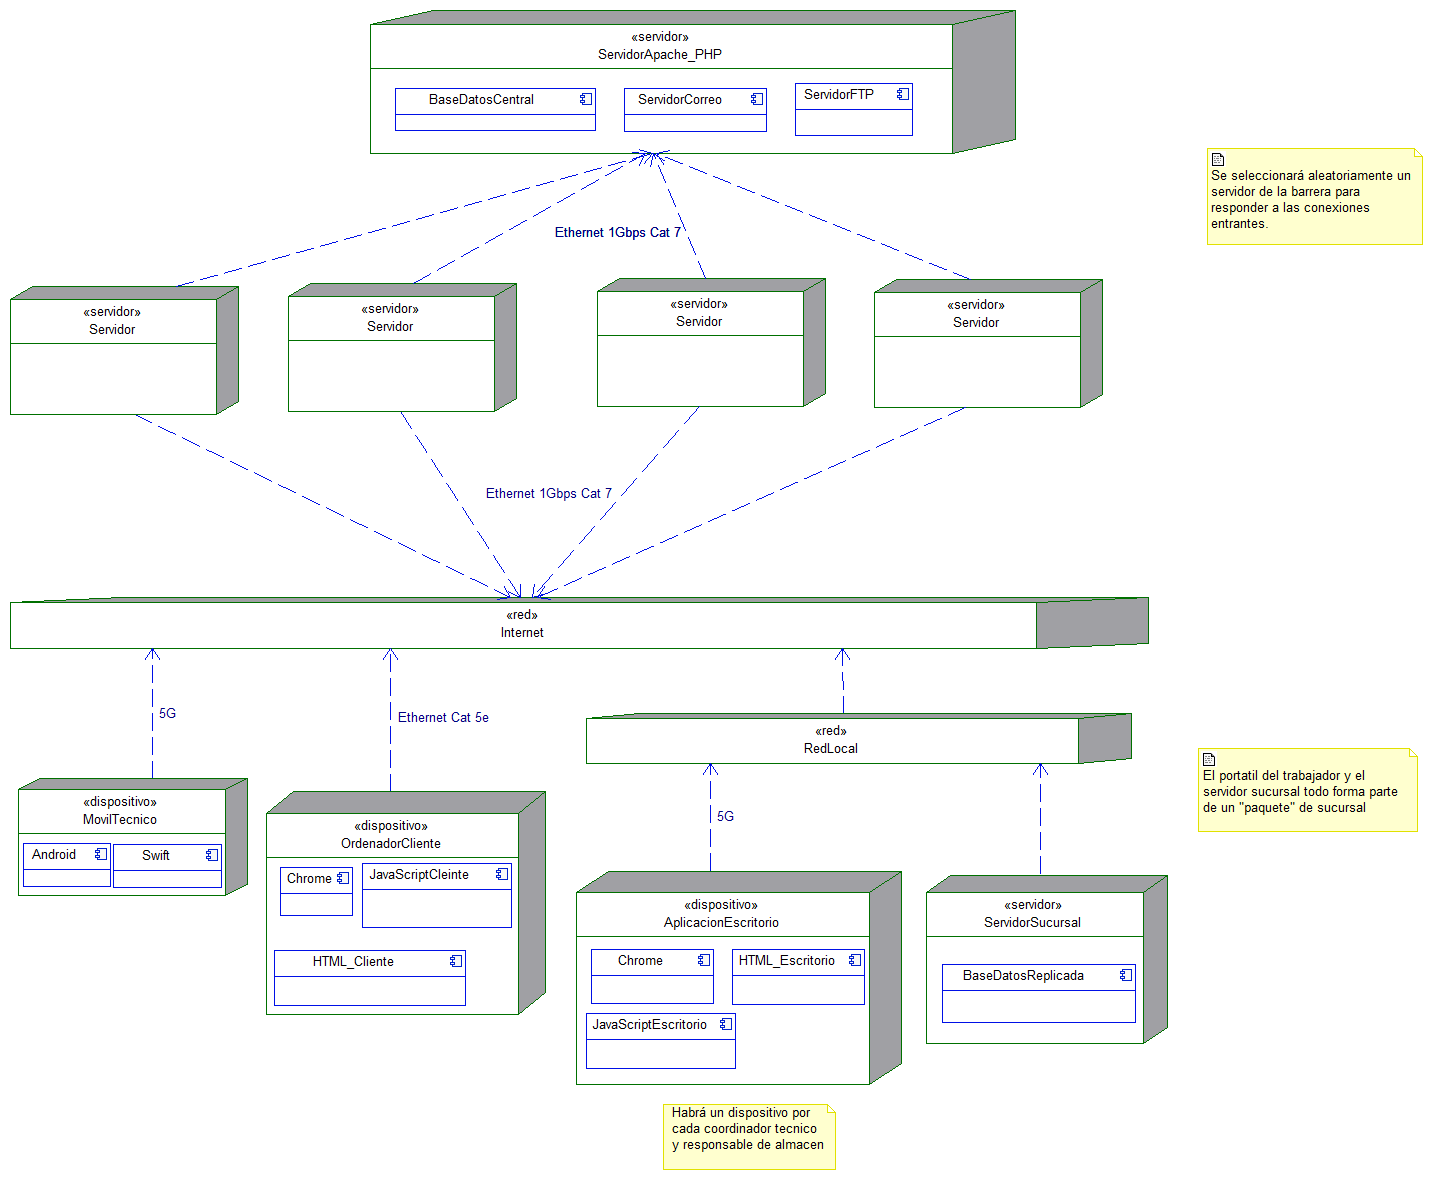 «servidor»
ServidorApache_PHP
BaseDatosCentral
ServidorCorreo
ServidorFTP
Se seleccionará aleatoriamente un
servidor de la barrera para
responder a las conexiones
entrantes.
Ethernet 1Gbps Cat 7
«servidor»
Servidor
«servidor»
Servidor
«servidor»
Servidor
«servidor»
Servidor
Ethernet 1Gbps Cat 7
«red»
Internet
5G
Ethernet Cat 5e
«red»
RedLocal
El portatil del trabajador y el
servidor sucursal todo forma parte
de un "paquete" de sucursal
«dispositivo»
MovilTecnico
Android
Swift
«dispositivo»
OrdenadorCliente
Chrome
JavaScriptCleinte
HTML_Cliente
5G
«dispositivo»
AplicacionEscritorio
Chrome
HTML_Escritorio
JavaScriptEscritorio
«servidor»
ServidorSucursal
BaseDatosReplicada
Habrá un dispositivo por
cada coordinador tecnico
y responsable de almacen